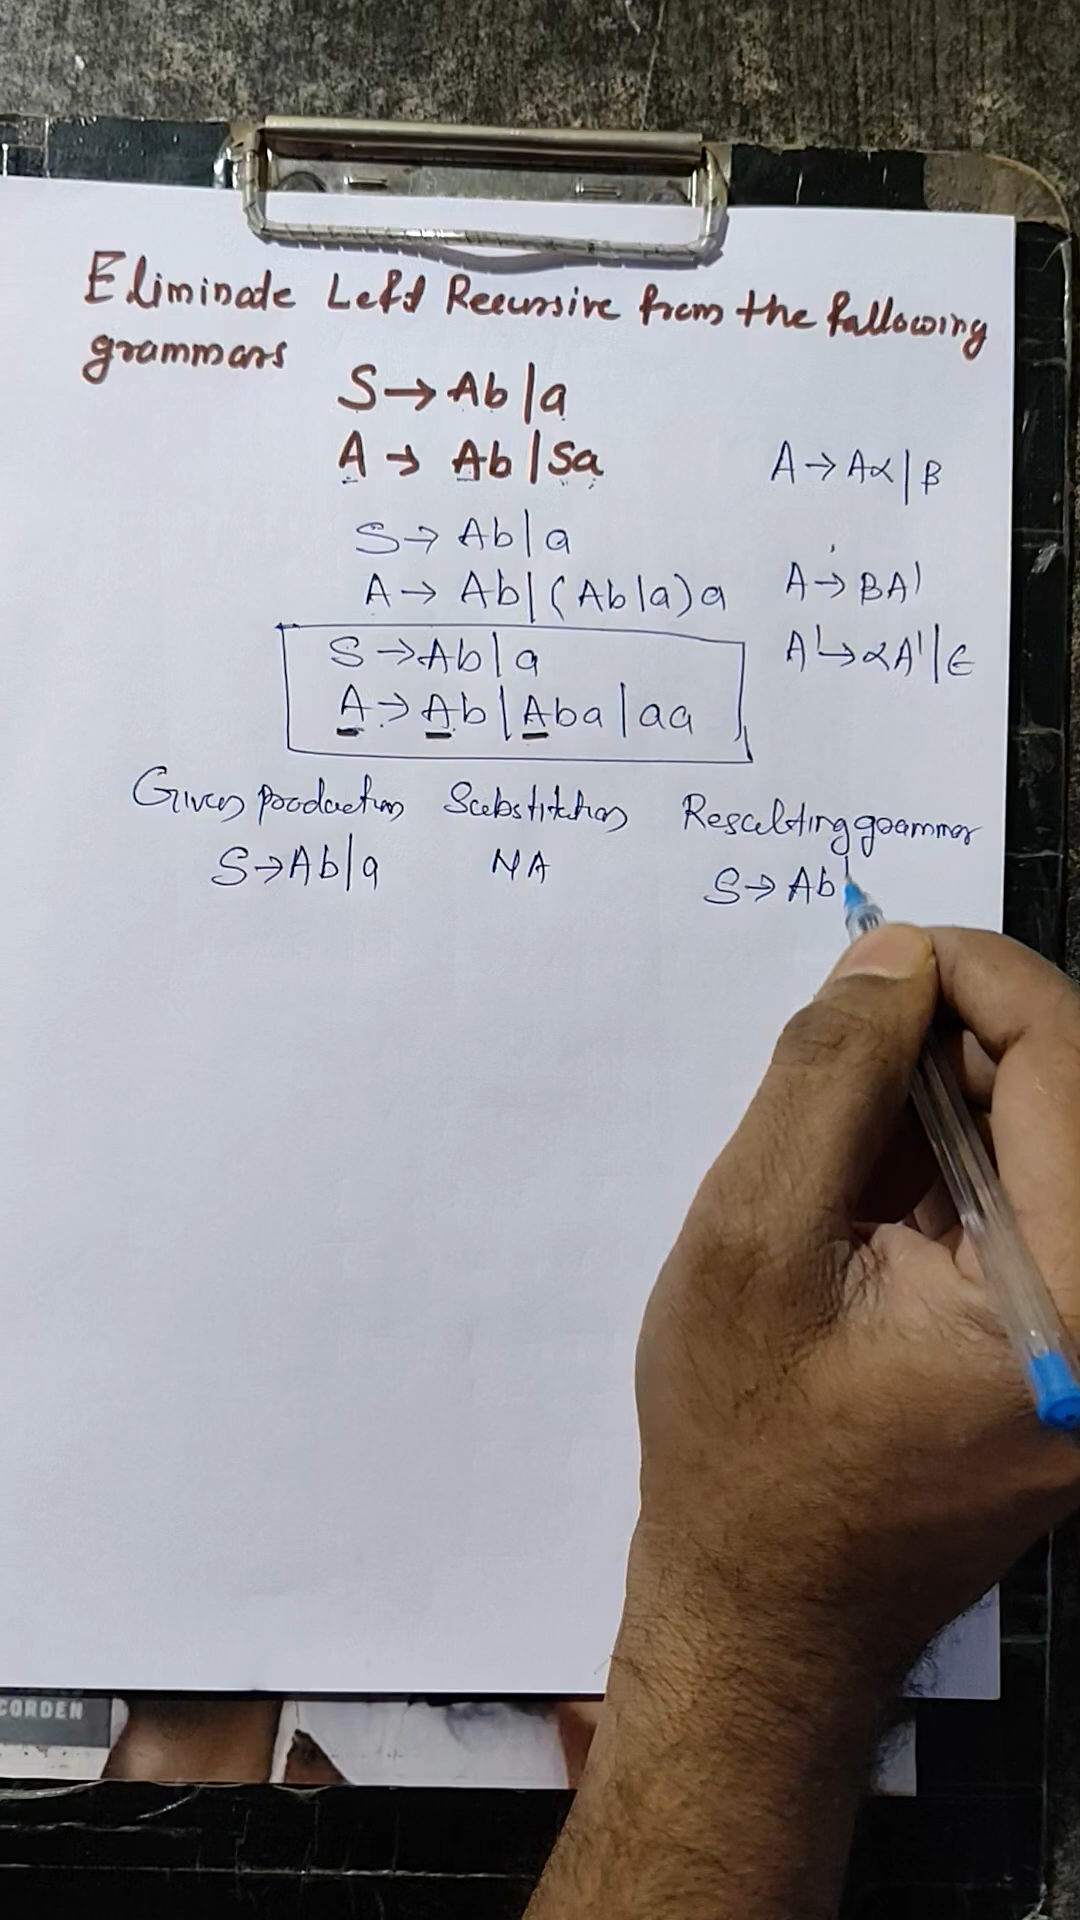 Eliminate Left Recursive from the following
grammars
S → Ab | a
A → Ab | Sa
A → Aα | β
S → Ab | a
A → Ab | (Ab | a) a
A → βA'
S → Ab | a
A' → αA' | ε
A → Ab | Aba | aa
Given production Substitution Resulting grammar
S → Ab | a NA S → Ab |
CORDEN